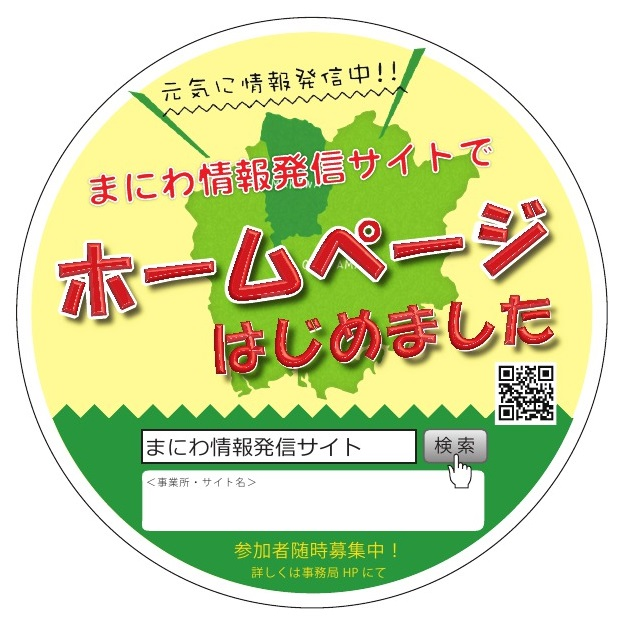 元気に情報発信中!!
まにわ情報発信サイトで
ホームページ
はじめました
まにわ情報発信サイト
検索
＜事業所・サイト名＞
参加者随時募集中！
詳しくは事務局 HP にて